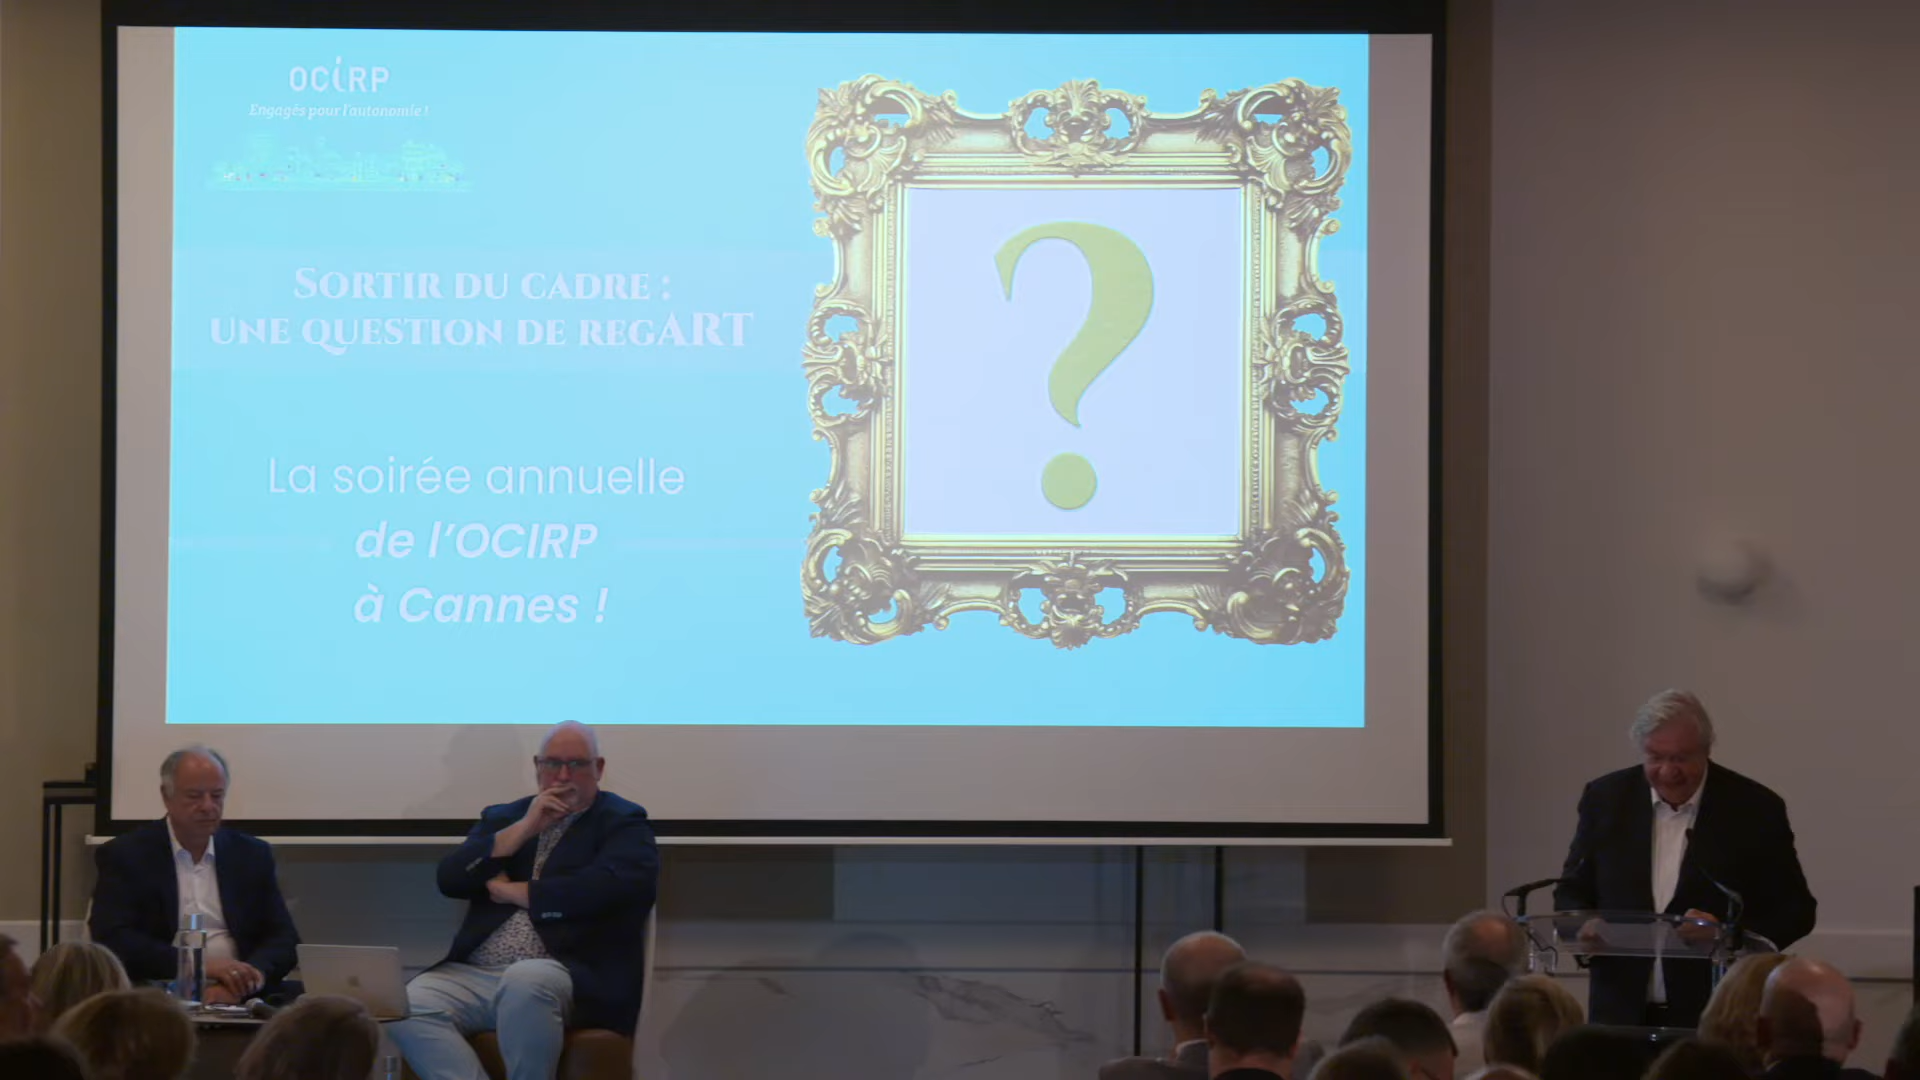 OCIRP
Engagés pour l'autonomie !
SORTIR DU CADRE :
UNE QUESTION DE REGART
La soirée annuelle
de l'OCIRP
à Cannes !
?